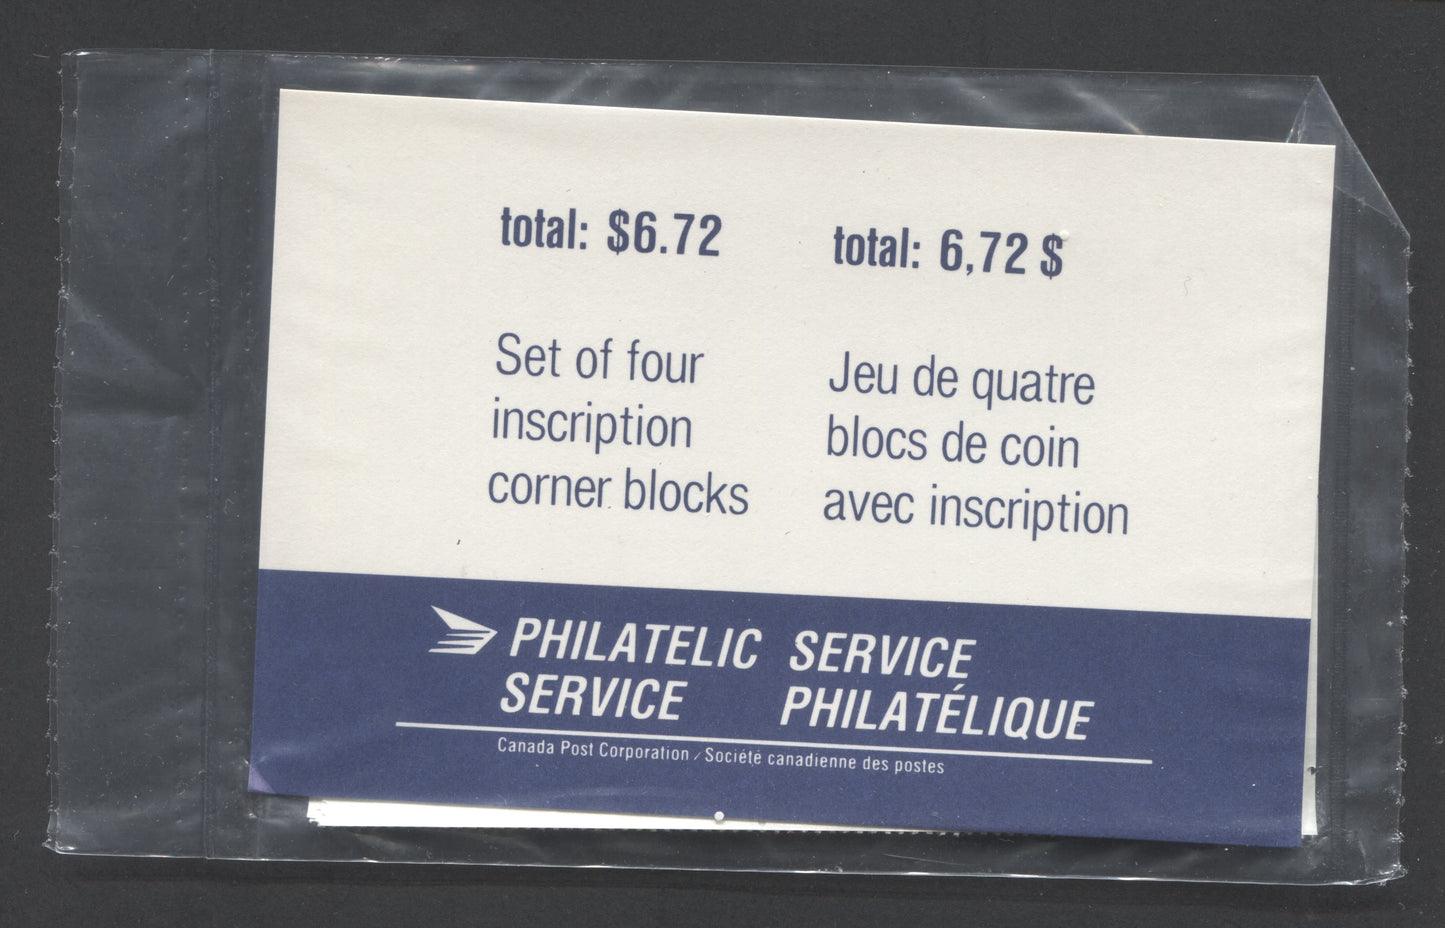 total: $6.72
Set of four
inscription
corner blocks
total: 6,72 $
Jeu de quatre
blocs de coin
avec inscription
PHILATELIC
SERVICE
SERVICE
PHILATÉLIQUE
Canada Post Corporation / Société canadienne des postes